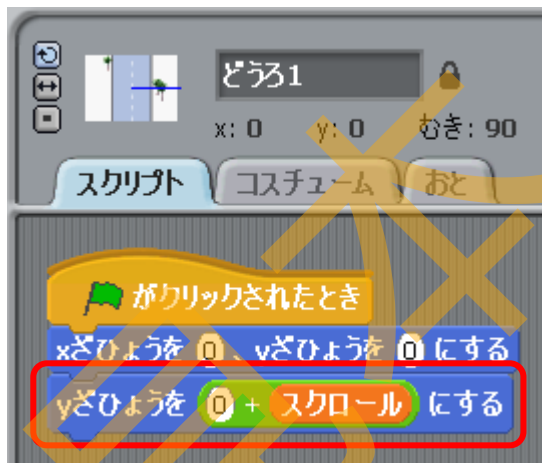 どうろ1
x: 0 y: 0 むき: 90
スクリプト コスチューム おと
がクリックされたとき
xざひょうを 0 、yざひょうを 0 にする
yざひょうを 0 + スクロール にする